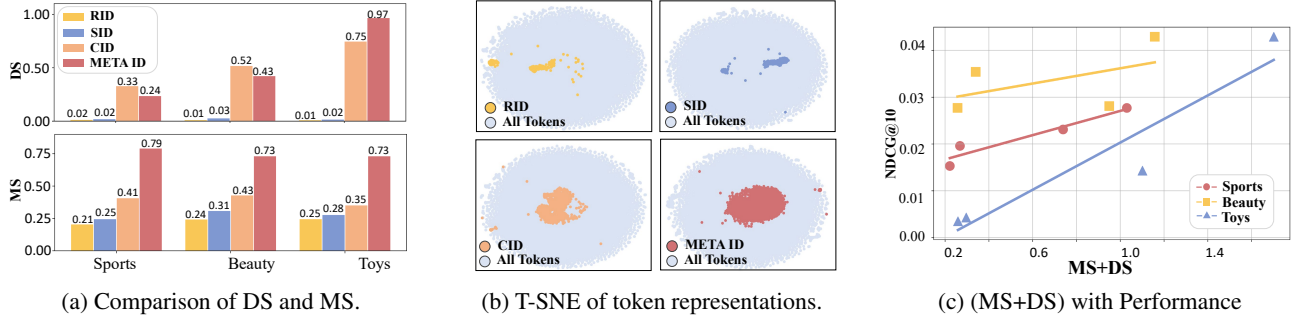 RID
SID
CID
META ID
DS
1.00
0.50
0.00
0.02 0.02 0.33 0.24
0.01 0.03 0.52 0.43
0.01 0.02 0.75 0.97
MS
0.75
0.50
0.25
0.00
0.21 0.25 0.41 0.79
0.24 0.31 0.43 0.73
0.25 0.28 0.35 0.73
Sports Beauty Toys
(a) Comparison of DS and MS.
RID
All Tokens
SID
All Tokens
CID
All Tokens
META ID
All Tokens
(b) T-SNE of token representations.
NDCG@10
0.04
0.03
0.02
0.01
0.00
Sports
Beauty
Toys
0.2 0.6 1.0 1.4
MS+DS
(c) (MS+DS) with Performance